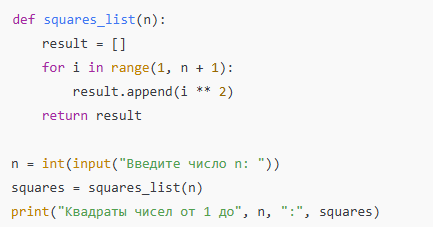 def squares_list(n):
    result = []
    for i in range(1, n + 1):
        result.append(i ** 2)
    return result

n = int(input("Введите число n: "))
squares = squares_list(n)
print("Квадраты чисел от 1 до", n, ":", squares)